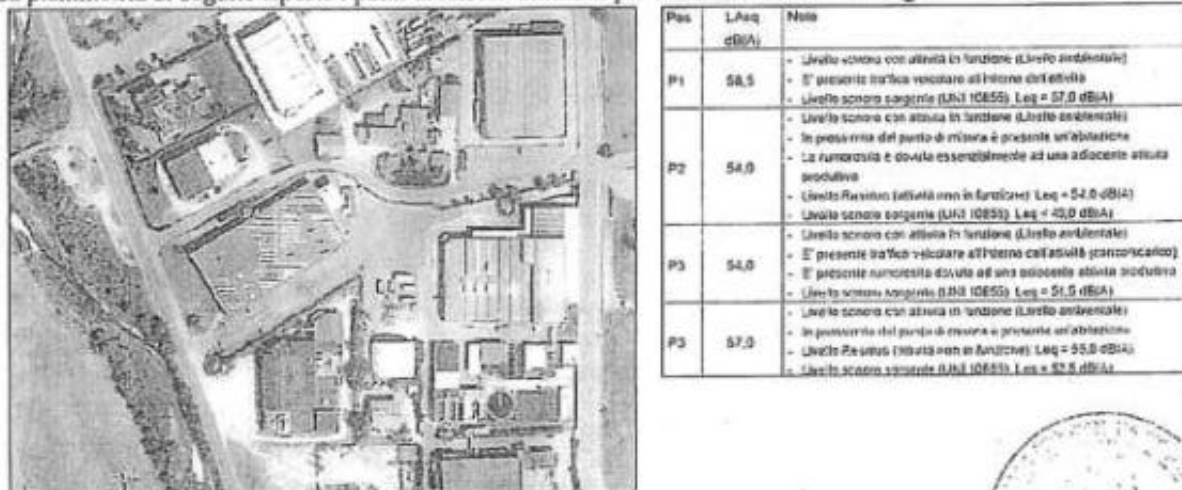 Pos LAeq Note
dB(A)
- Livello sonoro con attività in funzione (Livello ambientale)
P1 58,5 - E' presente traffico veicolare all'interno dell'attività
- Livello sonoro sorgente (UNI 10855) Leq = 57,0 dB(A)
- Livello sonoro con attività in funzione (Livello ambientale)
- In prossimità del punto di misura è presente un'abitazione
- La rumorosità è dovuta essenzialmente ad una adiacente attività
P2 54,0 produttiva
- Livello Residuo (attività non in funzione) Leq = 54,0 dB(A)
- Livello sonoro sorgente (UNI 10855) Leq < dB(A)
- Livello sonoro con attività in funzione (Livello ambientale)
P3 54,0 - E' presente traffico veicolare all'interno dell'attività
- E' presente rumorosità dovuta ad una adiacente attività produttiva
- Livello sonoro sorgente (UNI 10855) Leq = 51,5 dB(A)
- Livello sonoro con attività in funzione (Livello ambientale)
P3 57,0 - In prossimità del punto di misura è presente un'abitazione
- Livello Residuo (attività non in funzione) Leq = 55,0 dB(A)
- Livello sonoro sorgente (UNI 10855) Leq = 52,5 dB(A)